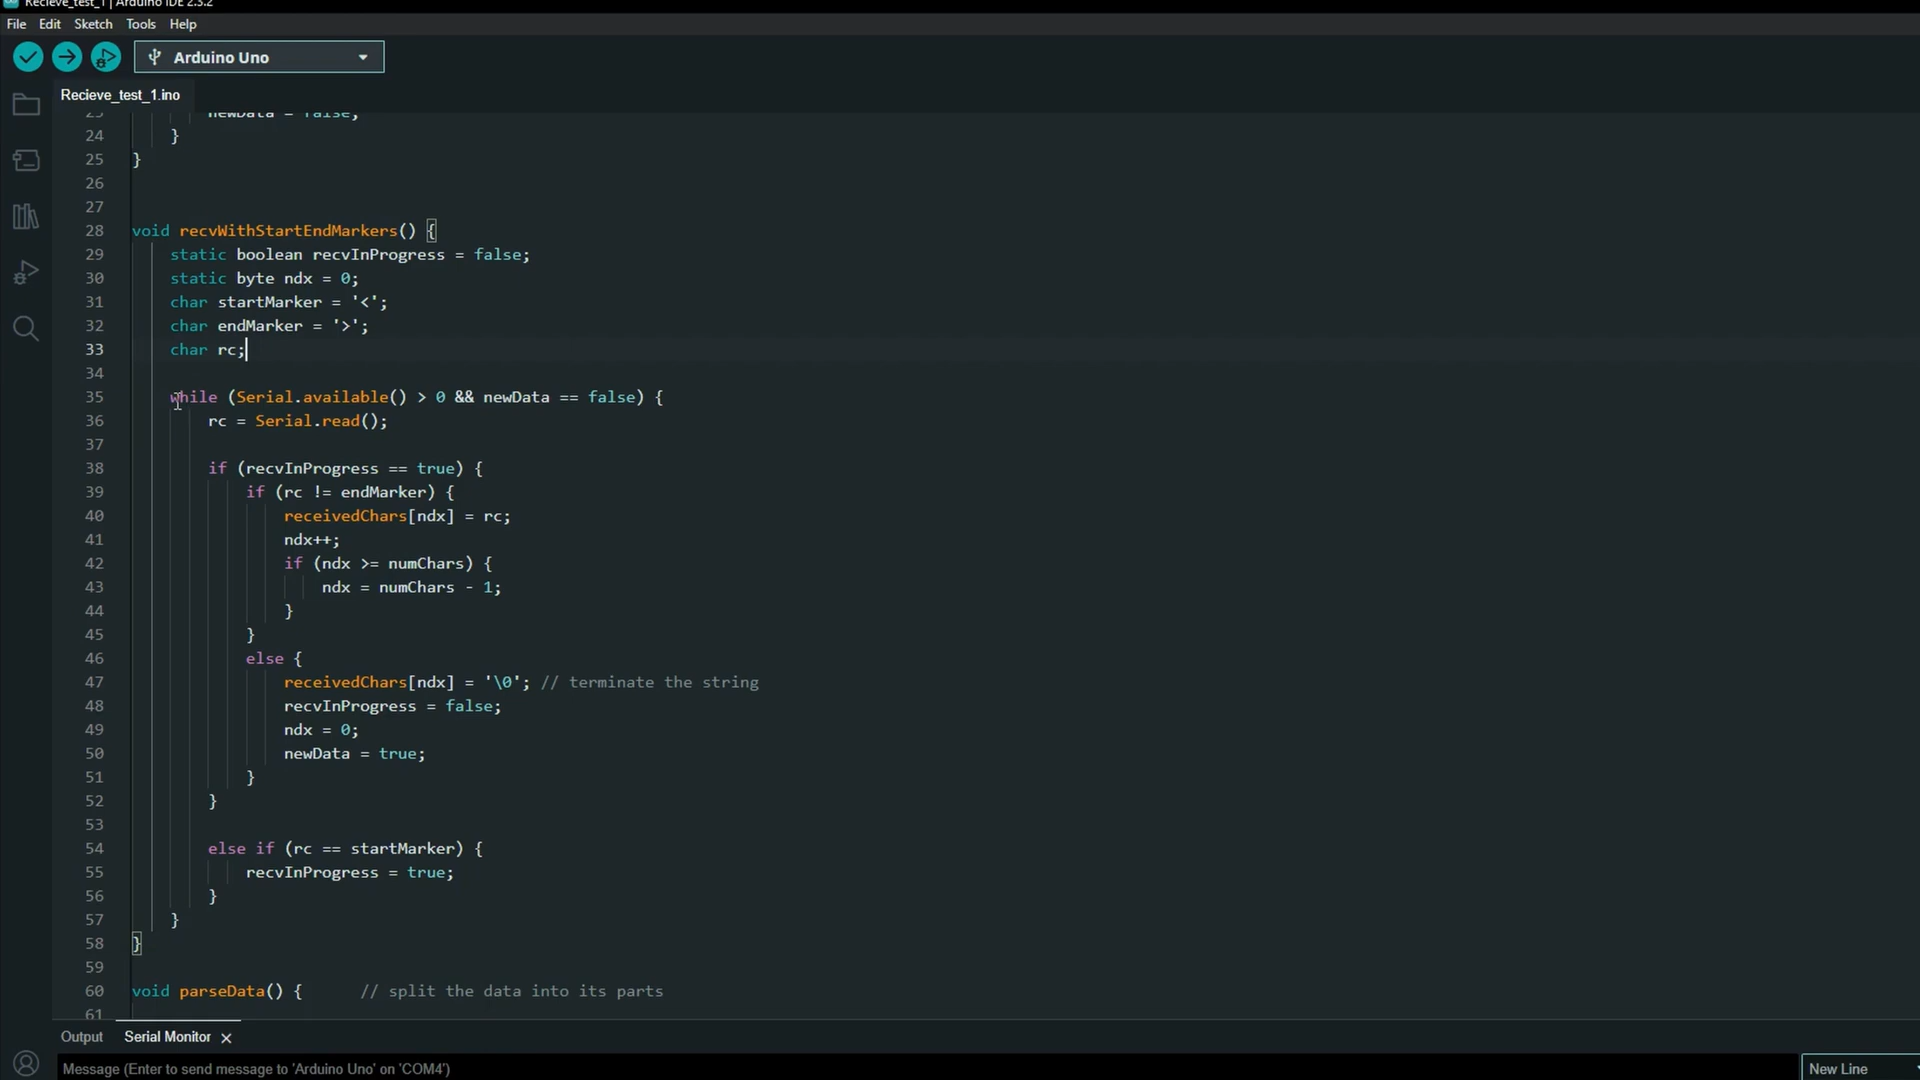 Recieve_test_1 | Arduino IDE 2.3.2
File Edit Sketch Tools Help
Arduino Uno
Recieve_test_1.ino
23 newData = false;
24 }
25 }
26
27
28 void recvWithStartEndMarkers() {
29 static boolean recvInProgress = false;
30 static byte ndx = 0;
31 char startMarker = '<';
32 char endMarker = '>';
33 char rc;
34
35 while (Serial.available() > 0 && newData == false) {
36 rc = Serial.read();
37
38 if (recvInProgress == true) {
39 if (rc != endMarker) {
40 receivedChars[ndx] = rc;
41 ndx++;
42 if (ndx >= numChars) {
43 ndx = numChars - 1;
44 }
45 }
46 else {
47 receivedChars[ndx] = '\0'; // terminate the string
48 recvInProgress = false;
49 ndx = 0;
50 newData = true;
51 }
52 }
53
54 else if (rc == startMarker) {
55 recvInProgress = true;
56 }
57 }
58 }
59
60 void parseData() { // split the data into its parts
61
Output Serial Monitor
Message (Enter to send message to 'Arduino Uno' on 'COM4')
New Line